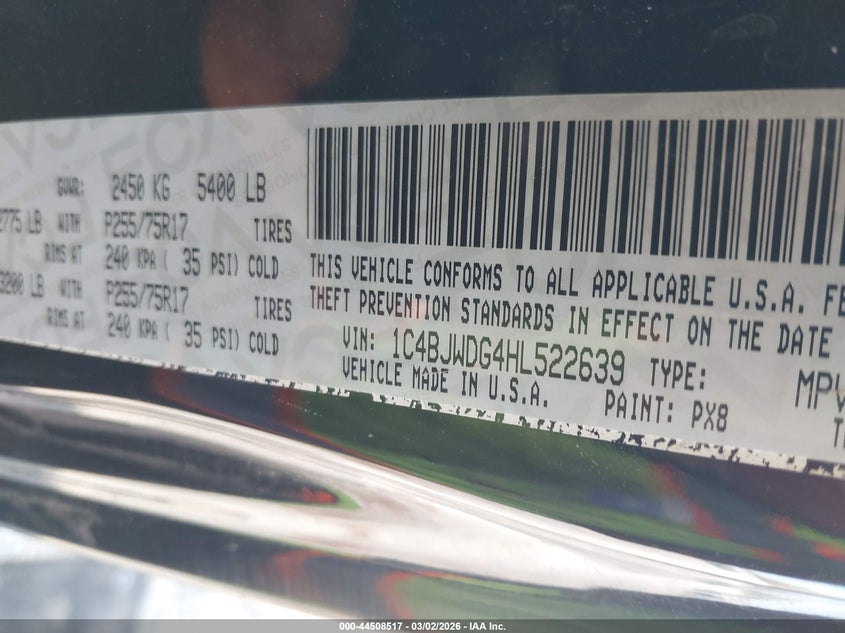 GVWR: 2450 KG 5400 LB
2775 LB WITH P255/75R17 TIRES
RIMS AT 240 KPA ( 35 PSI) COLD
3200 LB WITH P255/75R17 TIRES
RIMS AT 240 KPA ( 35 PSI) COLD
THIS VEHICLE CONFORMS TO ALL APPLICABLE U.S.A. FE
THEFT PREVENTION STANDARDS IN EFFECT ON THE DATE
VIN: 1C4BJWDG4HL522639 TYPE: MPV
VEHICLE MADE IN U.S.A. PAINT: PX8
000-44508517 - 03/02/2026 - IAA Inc.